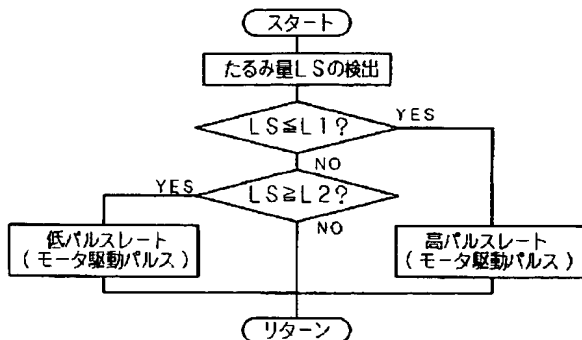 スタート
たるみ量LSの検出
LS≦L1?
YES
NO
LS≧L2?
YES
NO
低パルスレート
(モータ駆動パルス)
高パルスレート
(モータ駆動パルス)
リターン